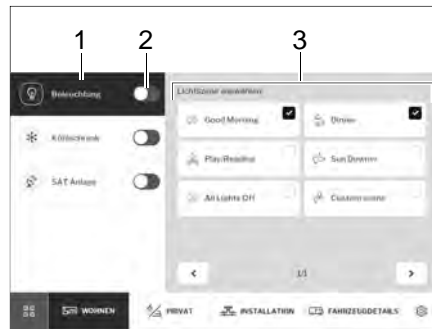 1 2 3
Beleuchtung
Lichtszene auswählen
Good Morning
Dinner
Kühlschrank
Play/Reading
Sun Downer
SAT Anlage
All Lights Off
Custom scene
1/1
WOHNEN PRIVAT INSTALLATION FAHRZEUGDETAILS